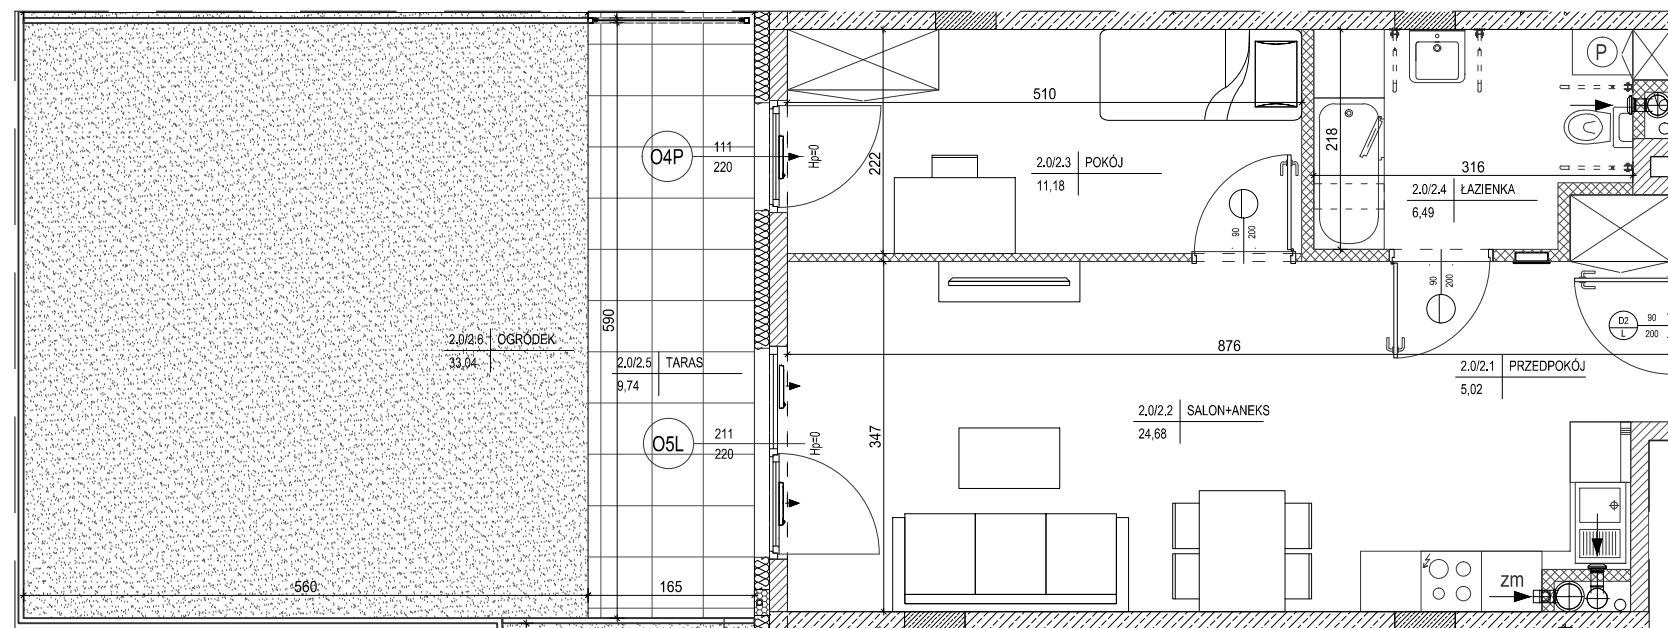 P
510
O4P
111
220
Hp=0
222
2.0/2.3 POKÓJ
11,18
218
316
2.0/2.4 ŁAZIENKA
6,49
90
200
90
200
D2
L
90
200
590
2.0/2.6 OGRÓDEK
33,04
2.0/2.5 TARAS
9,74
876
2.0/2.1 PRZEDPOKÓJ
5,02
2.0/2.2 SALON+ANEKS
24,68
O5L
211
220
Hp=0
347
560
165
zm